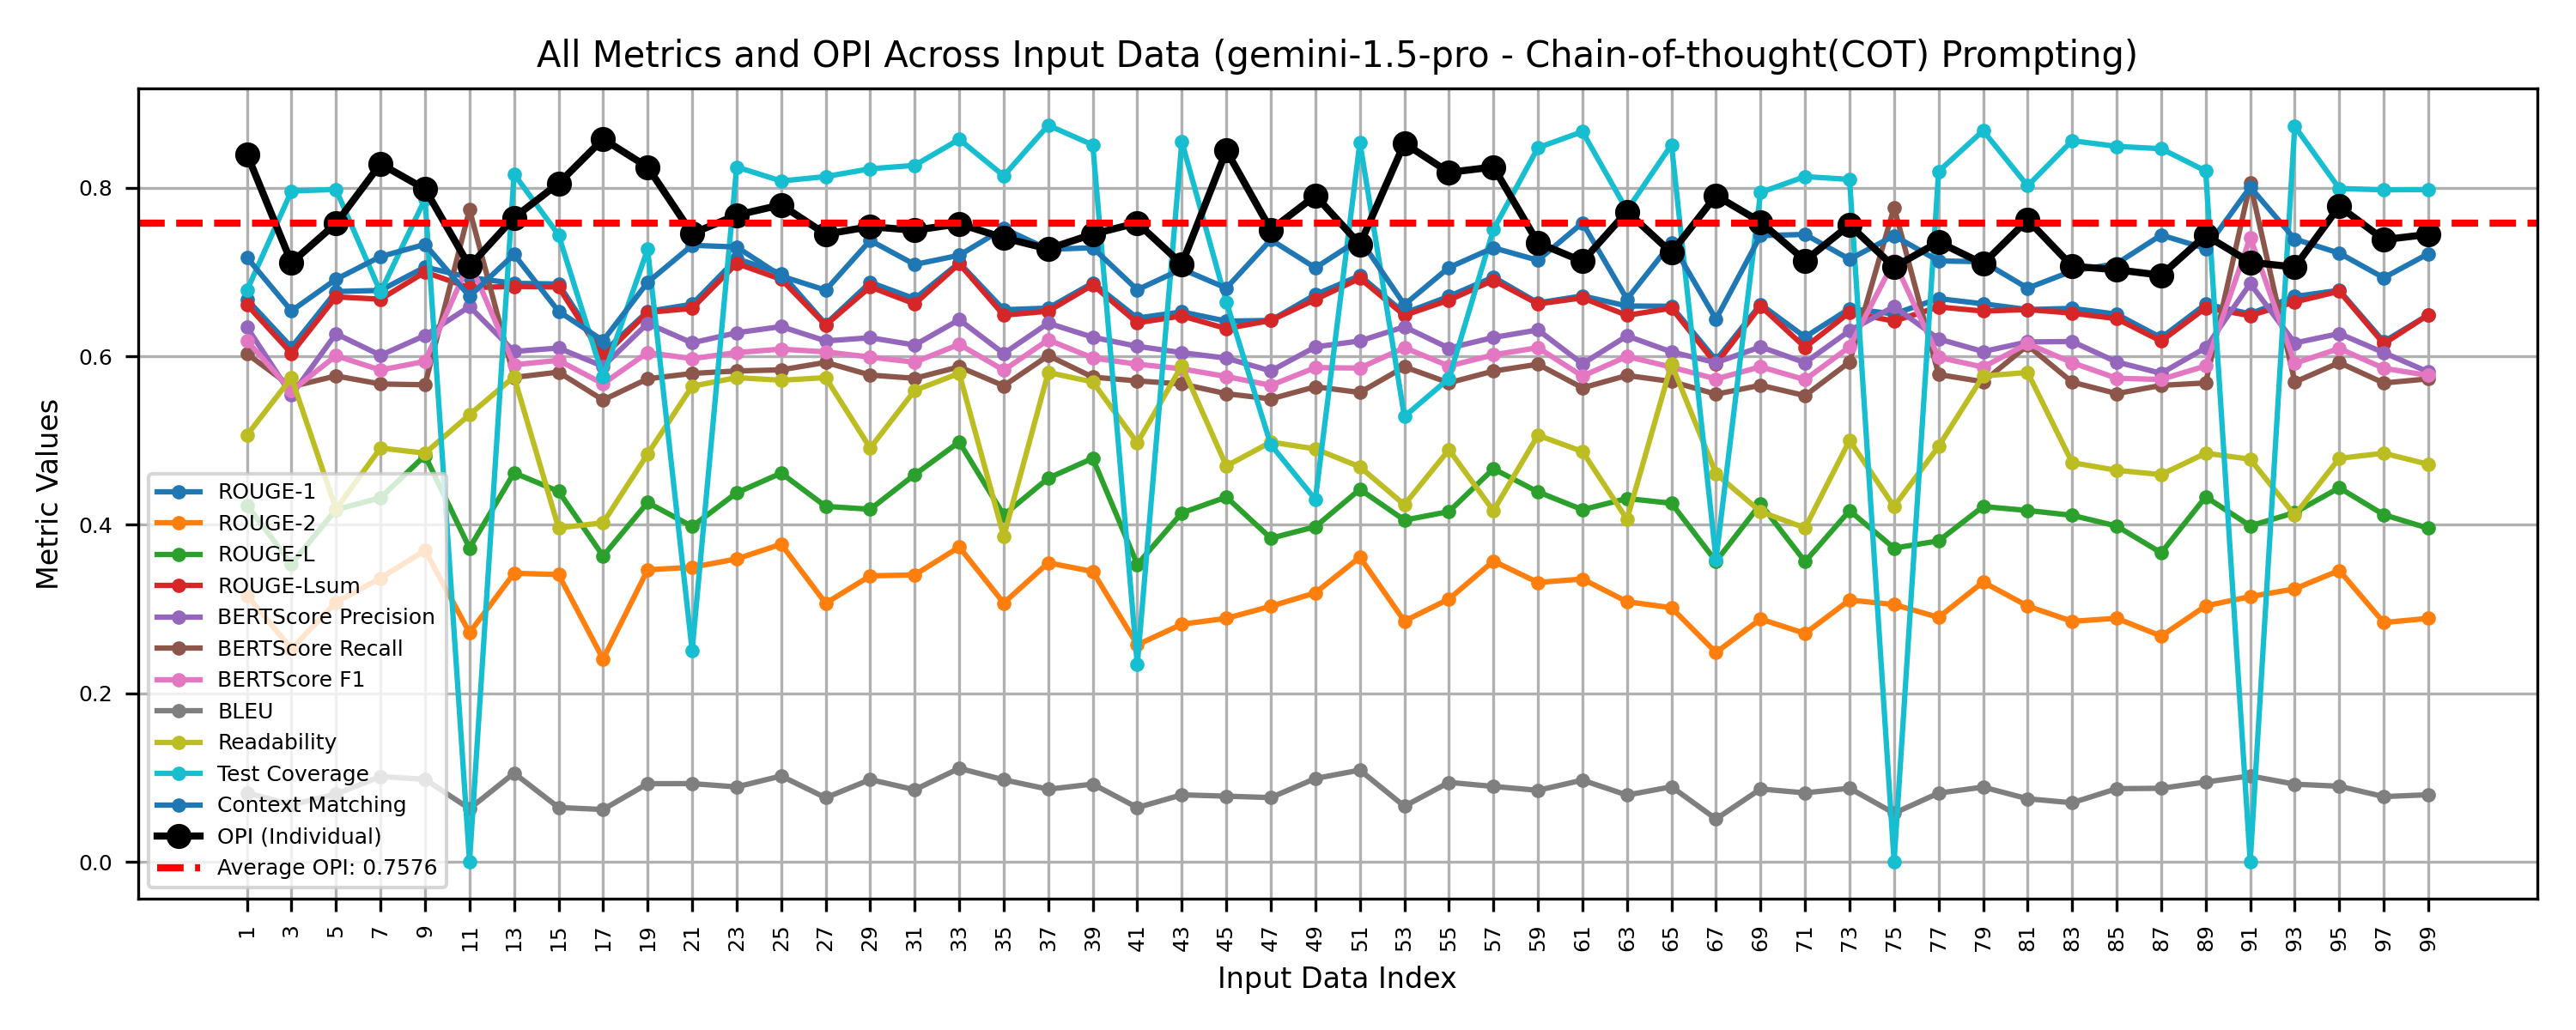 All Metrics and OPI Across Input Data (gemini-1.5-pro - Chain-of-thought(COT) Prompting)
Metric Values
0.8
0.6
0.4
0.2
0.0
ROUGE-1
ROUGE-2
ROUGE-L
ROUGE-Lsum
BERTScore Precision
BERTScore Recall
BERTScore F1
BLEU
Readability
Test Coverage
Context Matching
OPI (Individual)
Average OPI: 0.7576
1 3 5 7 9 11 13 15 17 19 21 23 25 27 29 31 33 35 37 39 41 43 45 47 49 51 53 55 57 59 61 63 65 67 69 71 73 75 77 79 81 83 85 87 89 91 93 95 97 99
Input Data Index